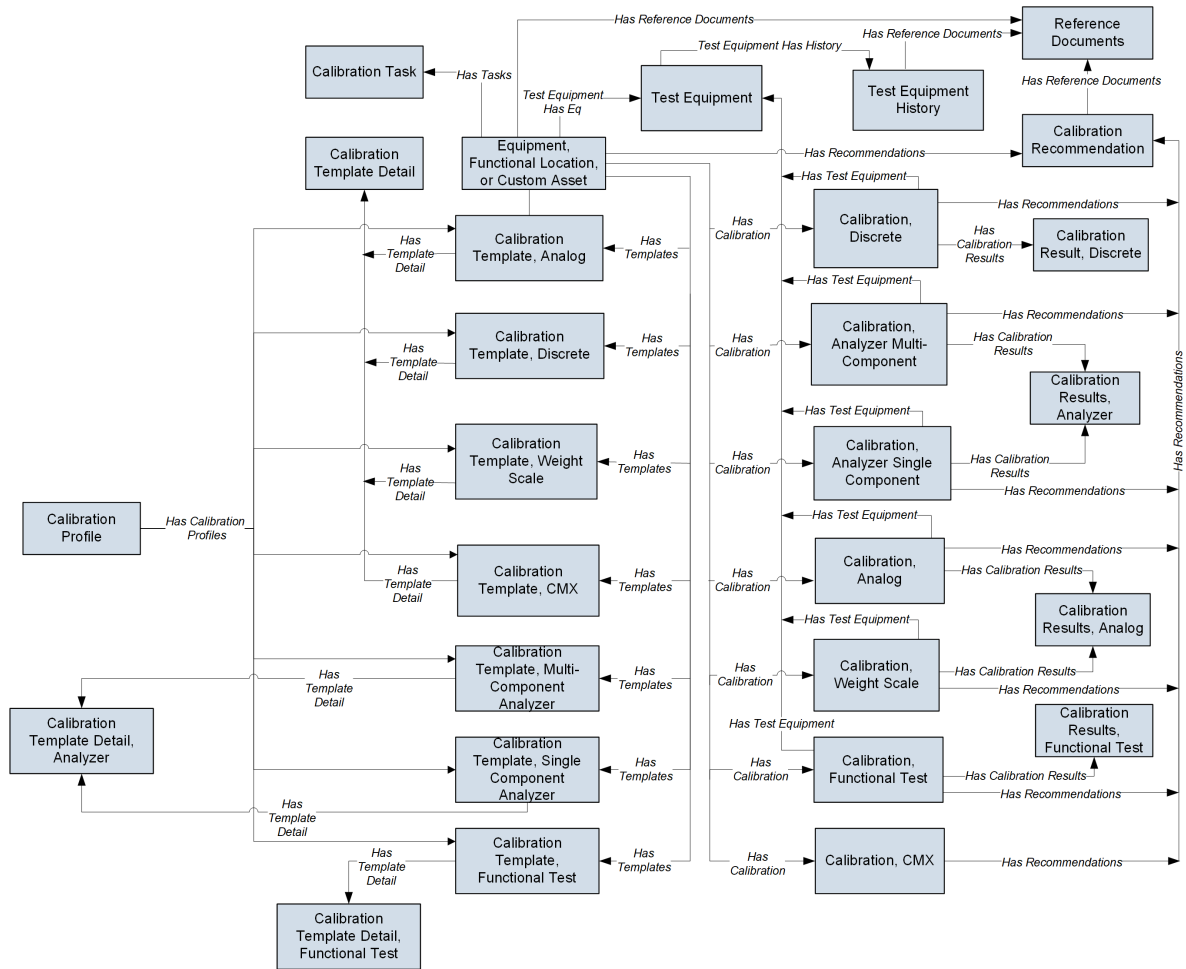 Has Reference Documents
Reference
Documents
Has Reference Documents
Test Equipment Has History
Calibration Task
Has Tasks
Test Equipment
Has Eq
Test Equipment
Test Equipment
History
Has Reference Documents
Calibration
Recommendation
Calibration
Template Detail
Equipment,
Functional Location,
or Custom Asset
Has Recommendations
Has Test Equipment
Calibration,
Discrete
Has Recommendations
Has
Calibration
Has
Calibration
Results
Calibration
Result, Discrete
Has
Template
Detail
Calibration
Template, Analog
Has
Templates
Has Test Equipment
Calibration,
Analyzer Multi-
Component
Has Recommendations
Has
Calibration
Has Calibration
Results
Has
Template
Detail
Calibration
Template, Discrete
Has
Templates
Calibration
Results,
Analyzer
Has Recommendations
Has Test Equipment
Has
Template
Detail
Calibration
Template, Weight
Scale
Has
Templates
Has
Calibration
Calibration,
Analyzer Single
Component
Has Calibration
Results
Has Recommendations
Calibration
Profile
Has Calibration
Profiles
Has Test Equipment
Has
Template
Detail
Calibration
Template, CMX
Has
Templates
Has
Calibration
Calibration,
Analog
Has Recommendations
Has Calibration Results
Calibration
Results, Analog
Has Test Equipment
Has
Template
Detail
Calibration
Template, Multi-
Component
Analyzer
Has
Templates
Has
Calibration
Calibration,
Weight Scale
Has Calibration Results
Has Recommendations
Calibration
Template Detail,
Analyzer
Has Test Equipment
Calibration
Results,
Functional Test
Calibration
Template, Single
Component
Analyzer
Has
Templates
Has
Calibration
Calibration,
Functional Test
Has Calibration Results
Has Recommendations
Has
Template
Detail
Has
Template
Detail
Calibration
Template,
Functional Test
Has
Templates
Has
Calibration
Calibration, CMX
Has Recommendations
Calibration
Template Detail,
Functional Test